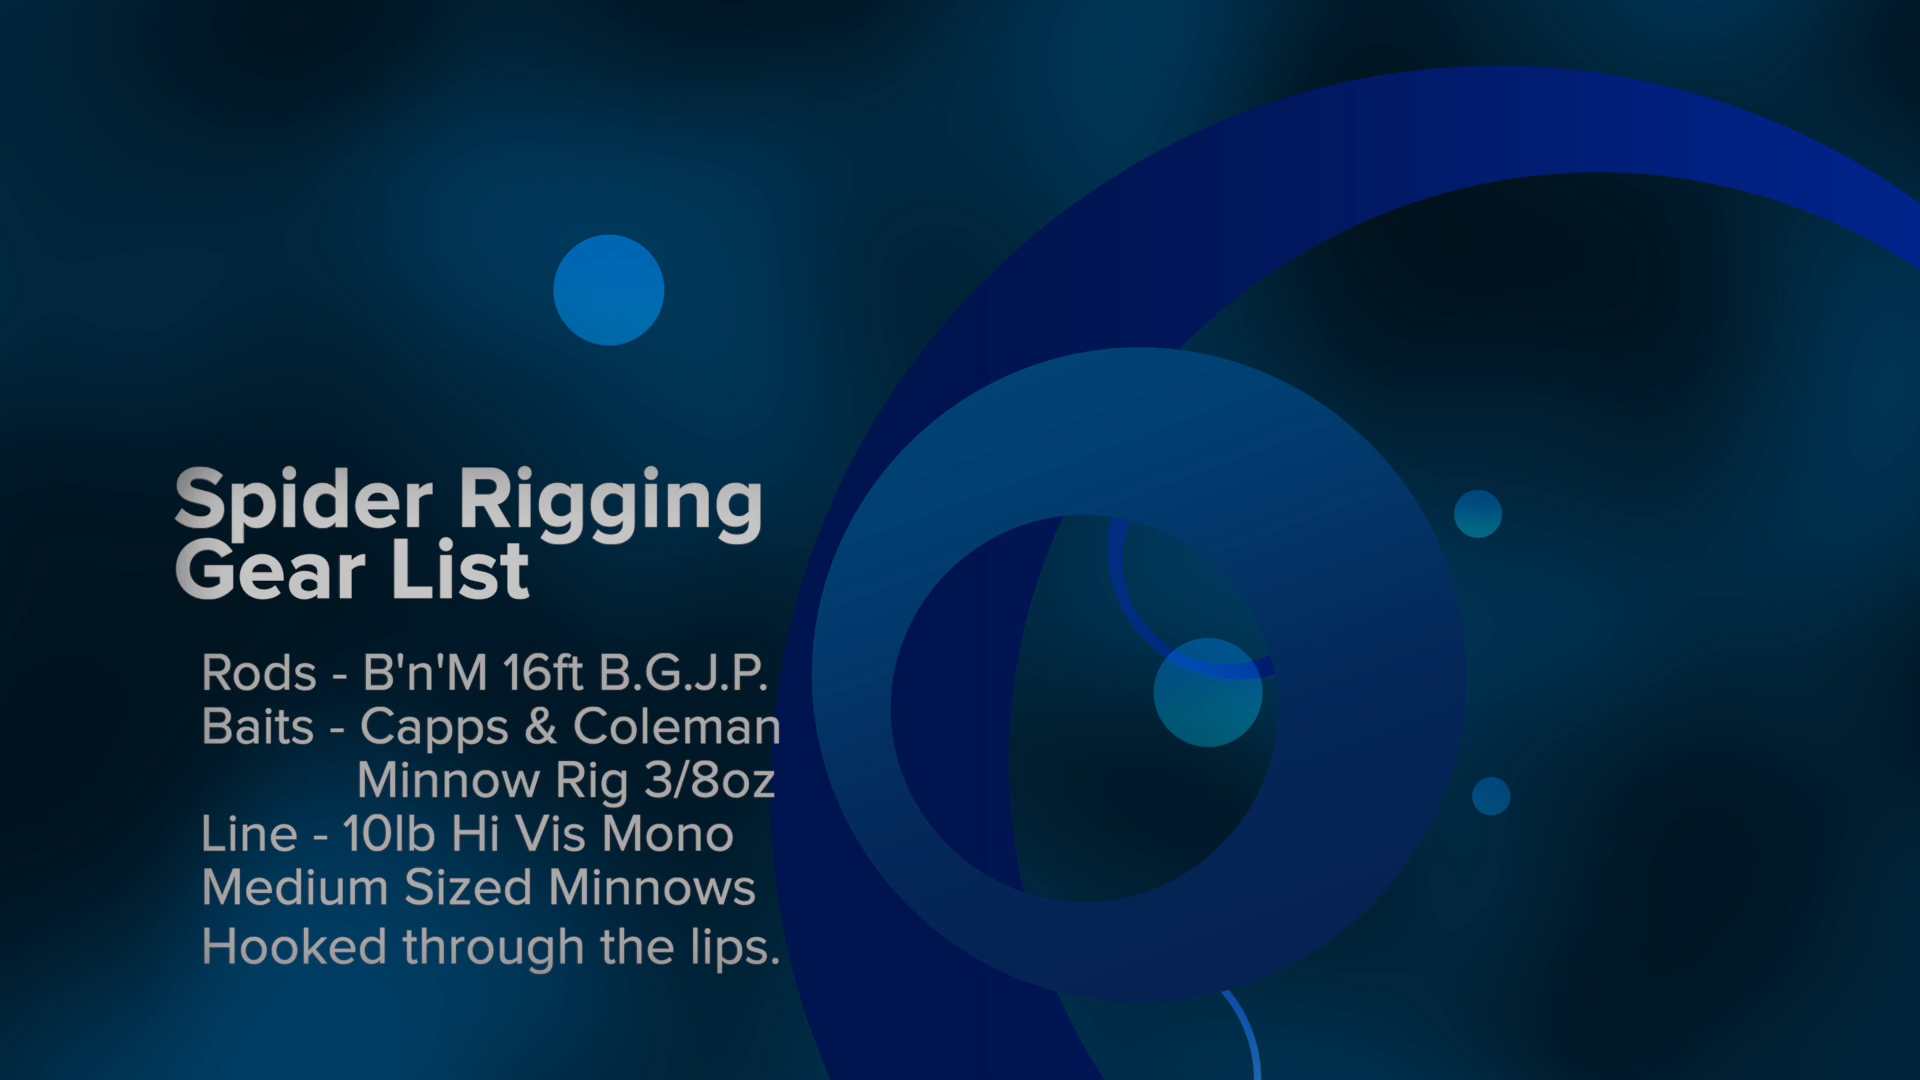 Spider Rigging
Gear List
Rods - B'n'M 16ft B.G.J.P.
Baits - Capps & Coleman
Minnow Rig 3/8oz
Line - 10lb Hi Vis Mono
Medium Sized Minnows
Hooked through the lips.